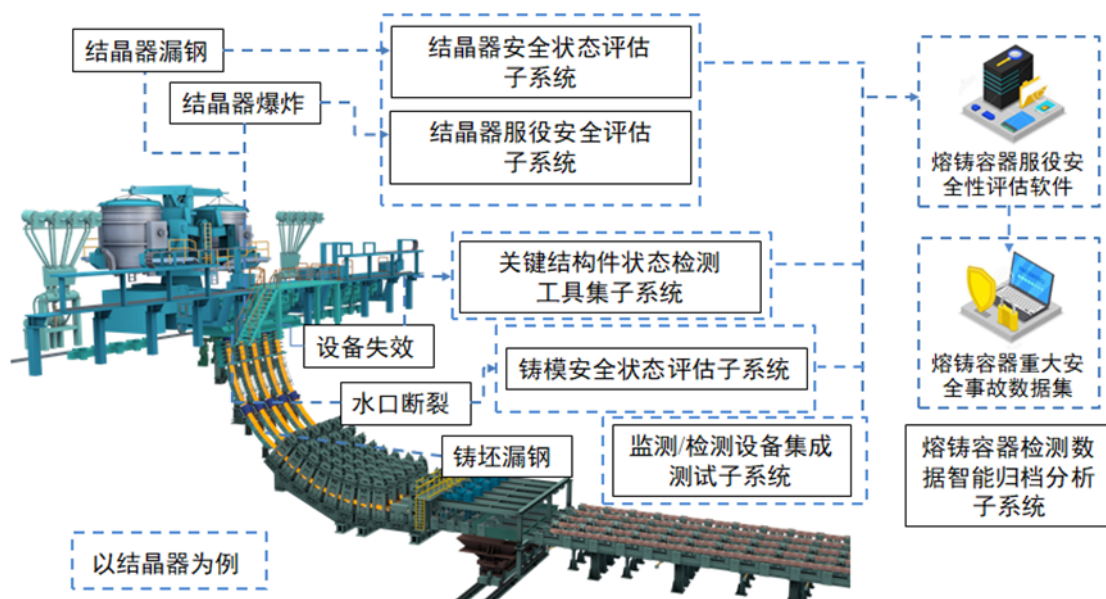 结晶器漏钢
结晶器爆炸
结晶器安全状态评估
子系统
结晶器服役安全评估
子系统
关键结构件状态检测
工具集子系统
设备失效
铸模安全状态评估子系统
水口断裂
铸坯漏钢
监测/检测设备集成
测试子系统
以结晶器为例
熔铸容器服役安
全性评估软件
熔铸容器重大安
全事故数据集
熔铸容器检测数
据智能归档分析
子系统